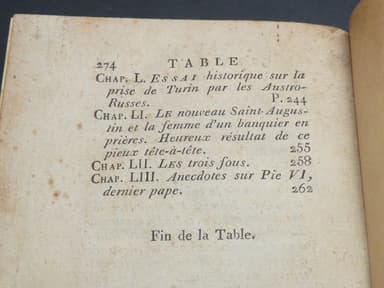 274 TABLE
CHAP. L. ESSAI historique sur la
prise de Turin par les Austro-
Russes. P. 244
CHAP. LI. LE nouveau Saint-Augus-
tin et la femme d'un banquier en
prières. Heureux résultat de ce
pieux tête-à-tête. 255
CHAP. LII. LES trois fous. 258
CHAP. LIII. Anecdotes sur Pie VI,
dernier pape. 262
Fin de la Table.